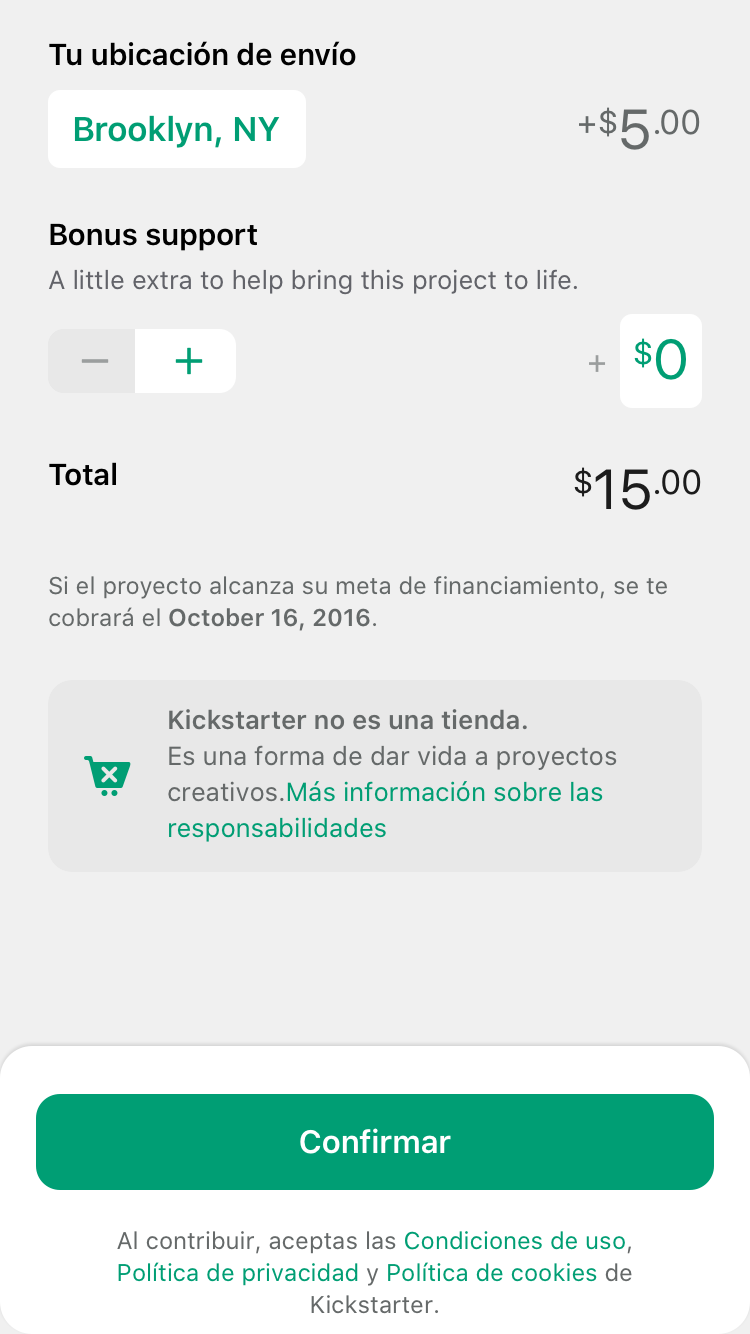 Tu ubicación de envío
Brooklyn, NY
+$5.00
Bonus support
A little extra to help bring this project to life.
− +
+ $0
Total
$15.00
Si el proyecto alcanza su meta de financiamiento, se te
cobrará el October 16, 2016.
Kickstarter no es una tienda.
Es una forma de dar vida a proyectos
creativos.Más información sobre las
responsabilidades
Confirmar
Al contribuir, aceptas las Condiciones de uso,
Política de privacidad y Política de cookies de
Kickstarter.